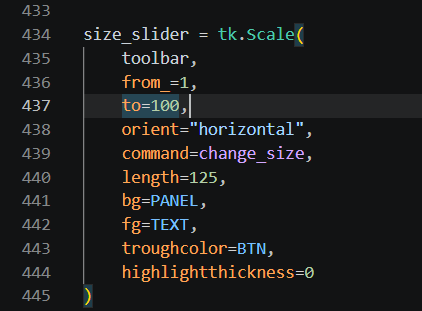 433
434 size_slider = tk.Scale(
435     toolbar,
436     from_=1,
437     to=100,
438     orient="horizontal",
439     command=change_size,
440     length=125,
441     bg=PANEL,
442     fg=TEXT,
443     troughcolor=BTN,
444     highlightthickness=0
445 )